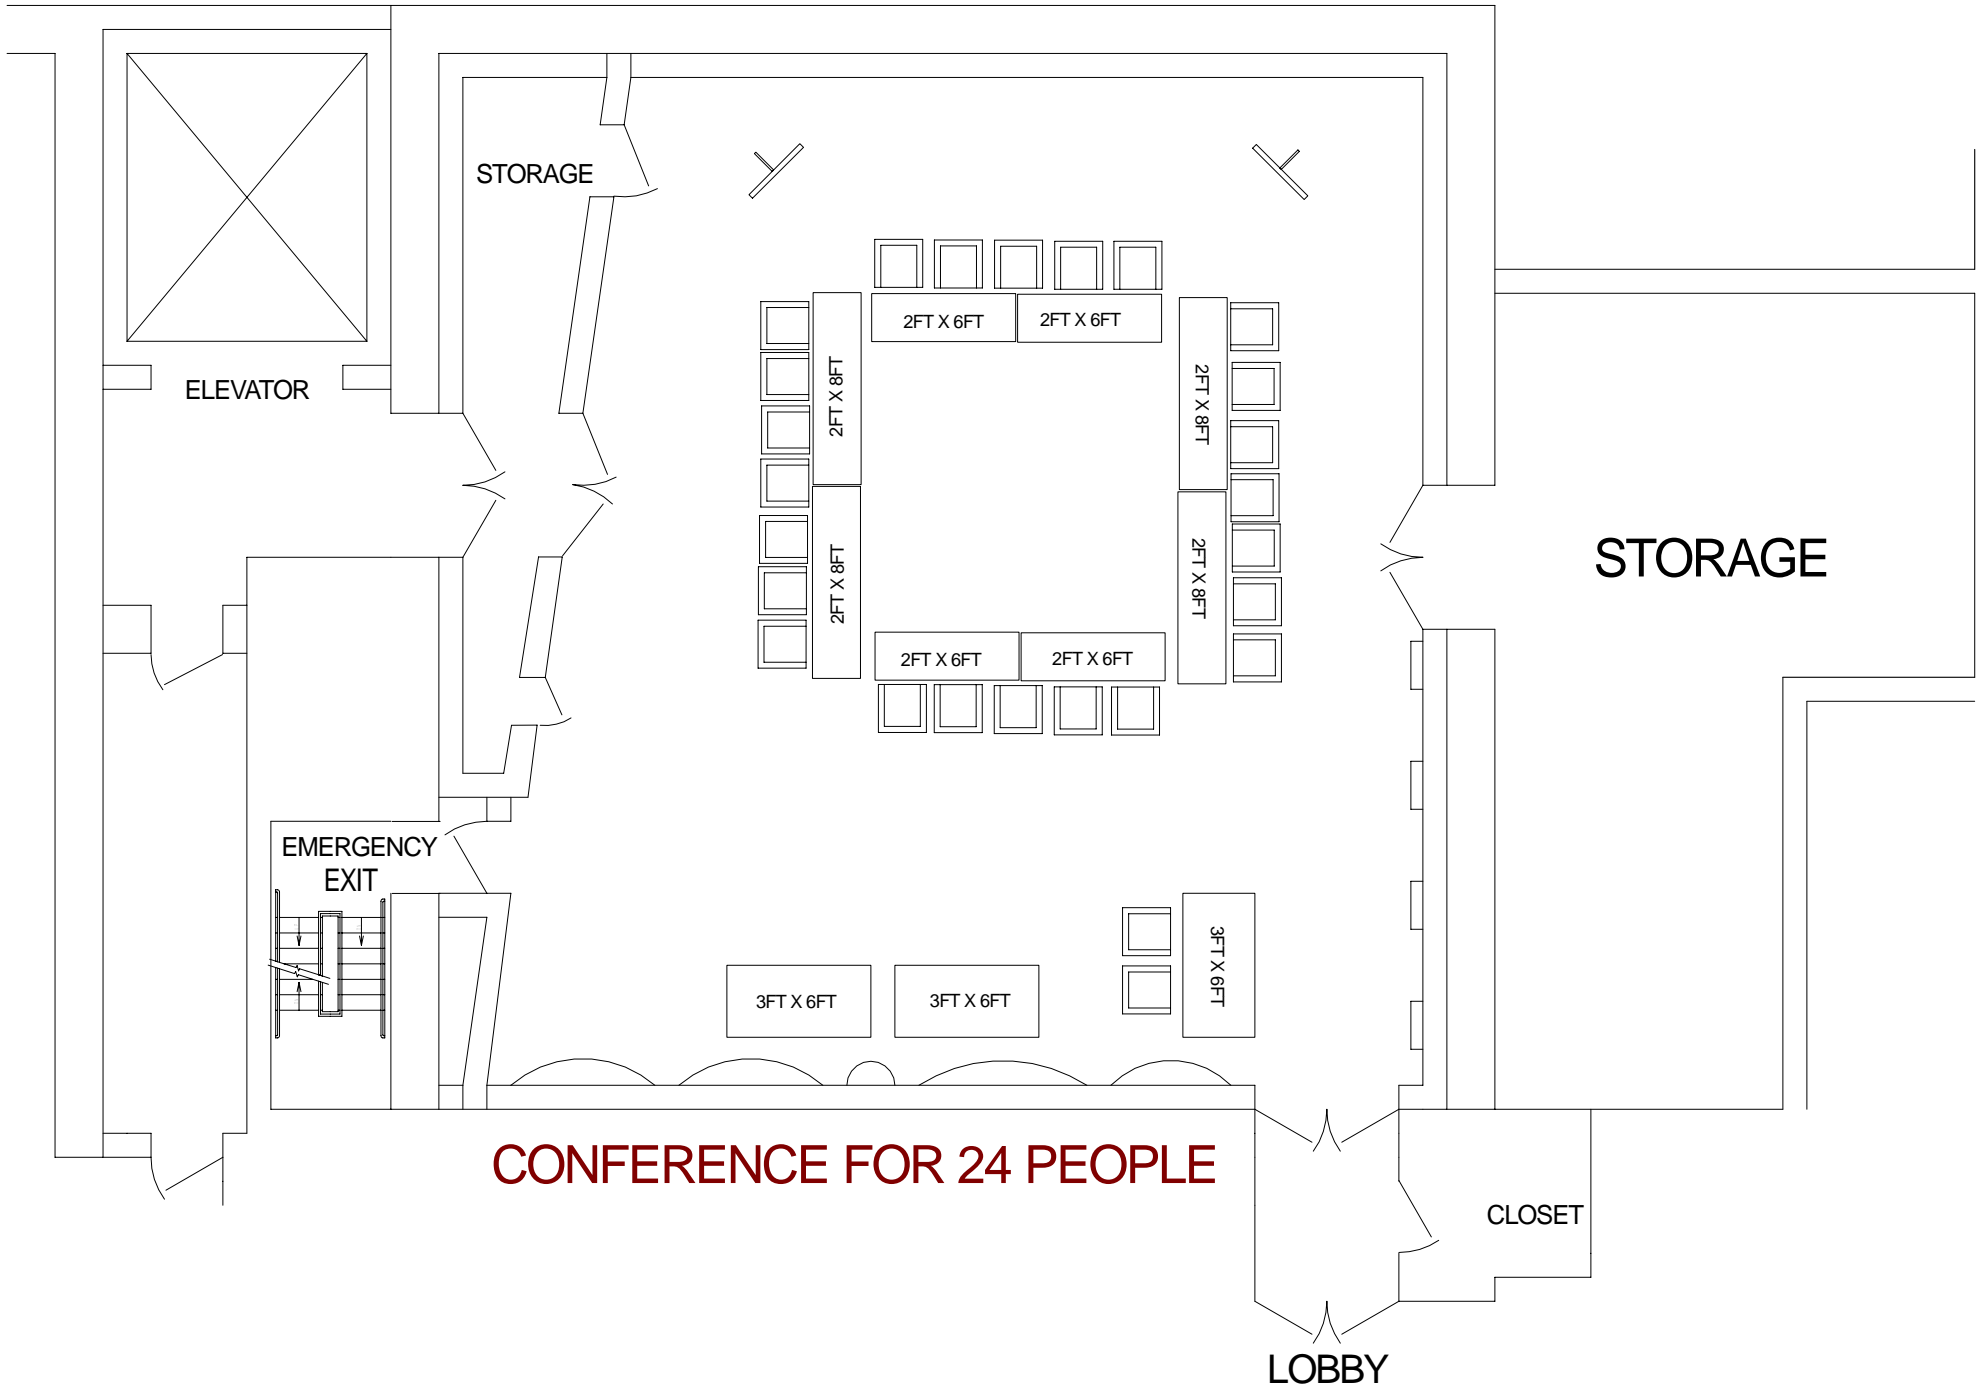 STORAGE
2FT X 6FT
2FT X 6FT
ELEVATOR
2FT X 8FT
2FT X 8FT
2FT X 8FT
2FT X 8FT
STORAGE
2FT X 6FT
2FT X 6FT
EMERGENCY
EXIT
3FT X 6FT
3FT X 6FT
3FT X 6FT
CONFERENCE FOR 24 PEOPLE
CLOSET
LOBBY